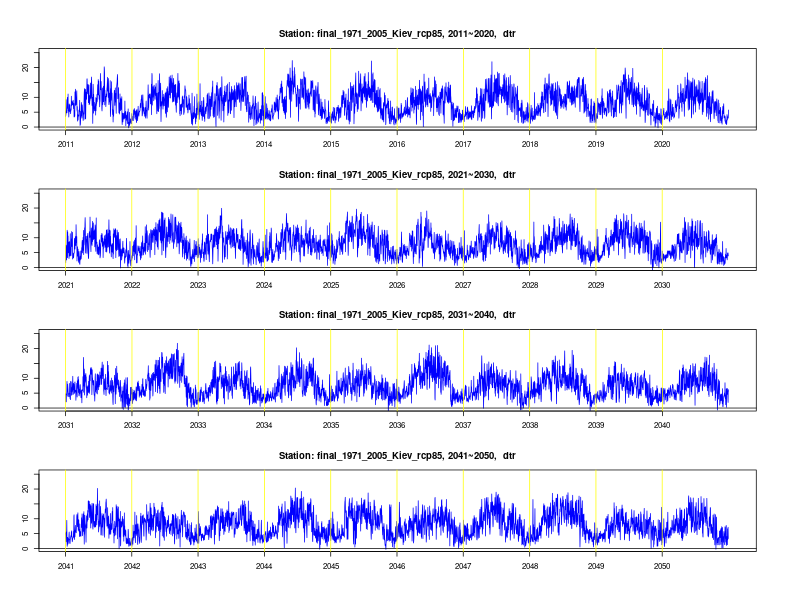 Station: final_1971_2005_Kiev_rcp85, 2011~2020, dtr
20
10
5
0
2011 2012 2013 2014 2015 2016 2017 2018 2019 2020
Station: final_1971_2005_Kiev_rcp85, 2021~2030, dtr
20
10
5
0
2021 2022 2023 2024 2025 2026 2027 2028 2029 2030
Station: final_1971_2005_Kiev_rcp85, 2031~2040, dtr
20
10
5
0
2031 2032 2033 2034 2035 2036 2037 2038 2039 2040
Station: final_1971_2005_Kiev_rcp85, 2041~2050, dtr
20
10
5
0
2041 2042 2043 2044 2045 2046 2047 2048 2049 2050